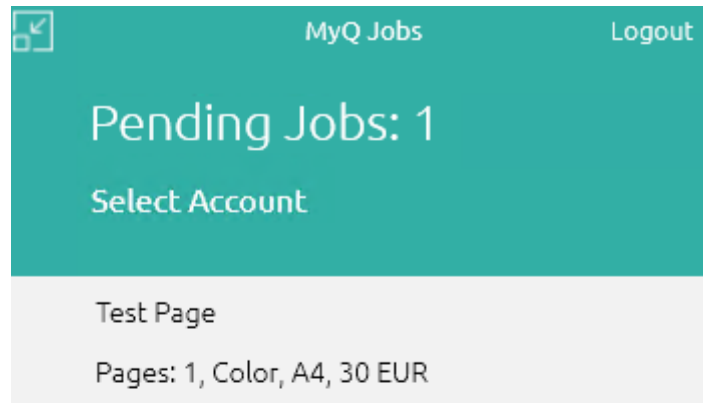 MyQ Jobs Logout
Pending Jobs: 1
Select Account
Test Page
Pages: 1, Color, A4, 30 EUR